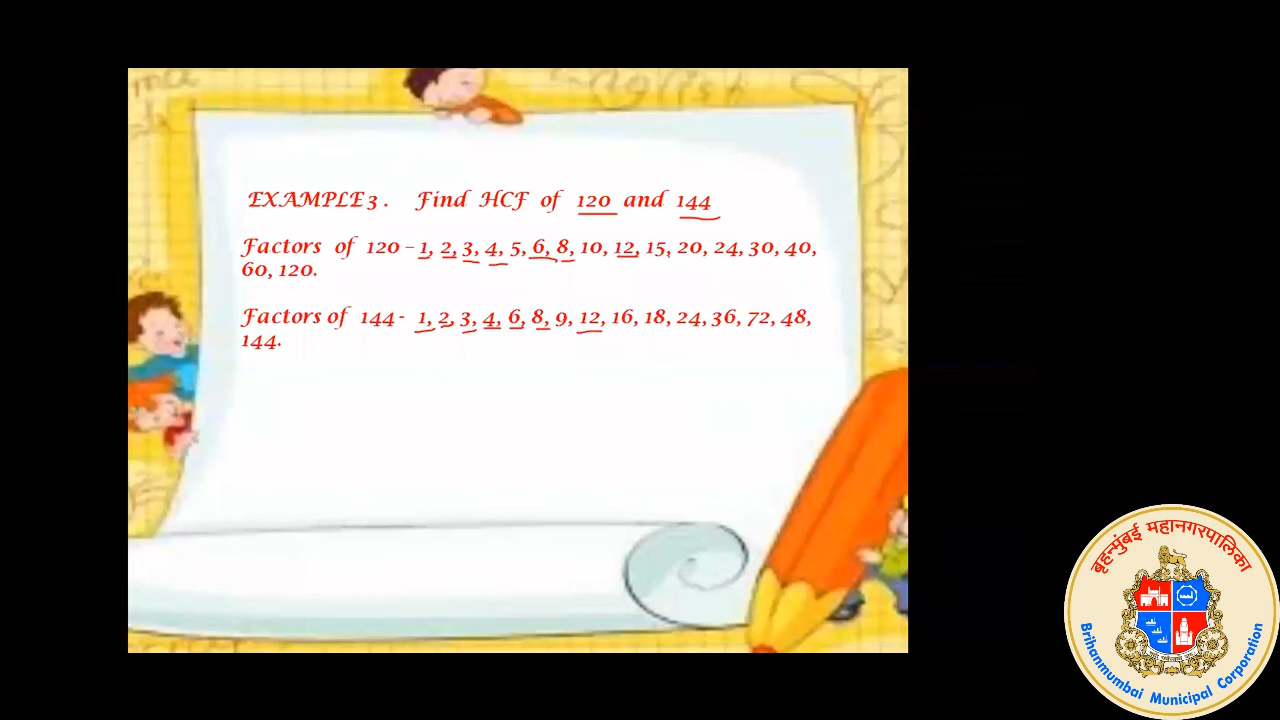 English
EXAMPLE 3. Find HCF of 120 and 144
Factors of 120 – 1, 2, 3, 4, 5, 6, 8, 10, 12, 15, 20, 24, 30, 40,
60, 120.
Factors of 144 - 1, 2, 3, 4, 6, 8, 9, 12, 16, 18, 24, 36, 72, 48,
144.
बृहन्मुंबई महानगरपालिका
Brihanmumbai Municipal Corporation